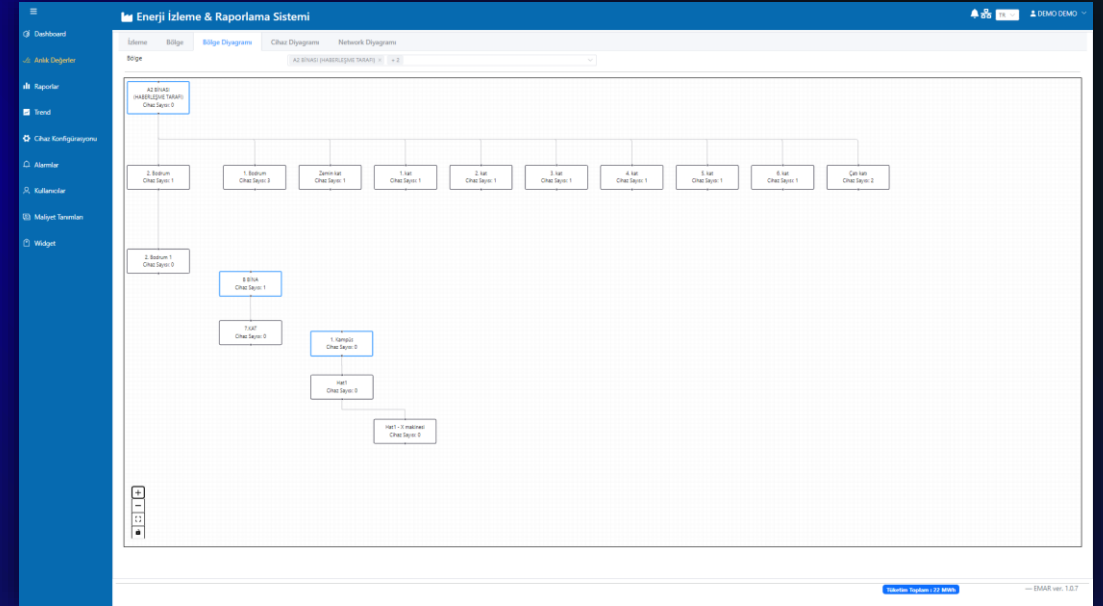 Enerji İzleme & Raporlama Sistemi
TR
DEMO DEMO
Dashboard
Anlık Değerler
Raporlar
Trend
Cihaz Konfigürasyonu
Alarmlar
Kullanıcılar
Maliyet Tanımları
Widget
İzleme
Bölge
Bölge Diyagramı
Cihaz Diyagramı
Network Diyagramı
Bölge
A2 BİNASI (HABERLEŞME TARAFI) ×
+ 2
A2 BİNASI
(HABERLEŞME TARAFI)
Cihaz Sayısı: 0
2. Bodrum
Cihaz Sayısı: 1
1. Bodrum
Cihaz Sayısı: 3
Zemin kat
Cihaz Sayısı: 1
1. kat
Cihaz Sayısı: 1
2. kat
Cihaz Sayısı: 1
3. kat
Cihaz Sayısı: 1
4. kat
Cihaz Sayısı: 1
5. kat
Cihaz Sayısı: 1
6. kat
Cihaz Sayısı: 1
Çatı katı
Cihaz Sayısı: 2
2. Bodrum 1
Cihaz Sayısı: 0
B BİNA
Cihaz Sayısı: 1
Cihaz Sayısı: 0
1. Kampüs
Cihaz Sayısı: 0
Hat1
Cihaz Sayısı: 0
Hat1 - X makinesi
Cihaz Sayısı: 0
Tüketim Toplam : 22 MWh
— EMAR ver: 1.0.7